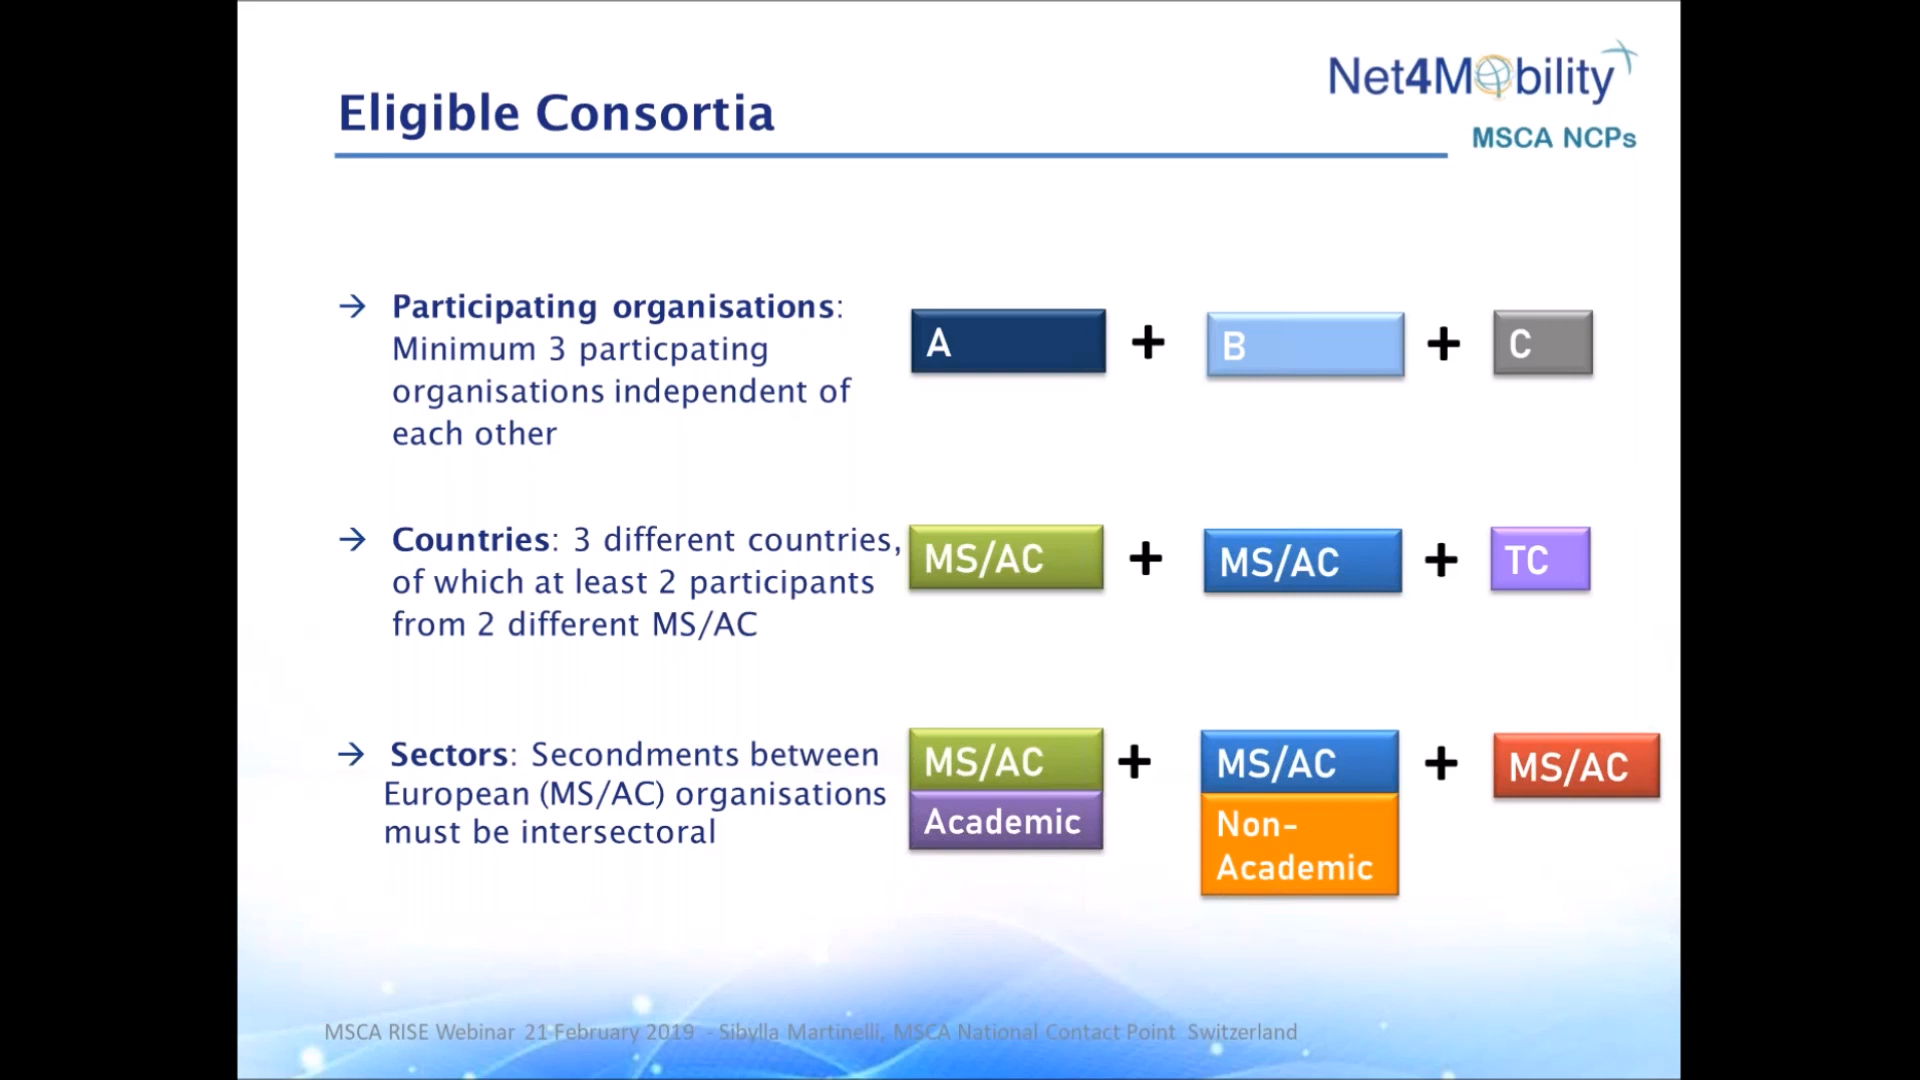 Net4Mobility
MSCA NCPs
Eligible Consortia
→ Participating organisations:
Minimum 3 particpating
organisations independent of
each other
A + B + C
→ Countries: 3 different countries,
of which at least 2 participants
from 2 different MS/AC
MS/AC + MS/AC + TC
→ Sectors: Secondments between
European (MS/AC) organisations
must be intersectoral
MS/AC + MS/AC + MS/AC
Academic
Non-
Academic
MSCA RISE Webinar 21 February 2019 - Sibylla Martinelli, MSCA National Contact Point Switzerland